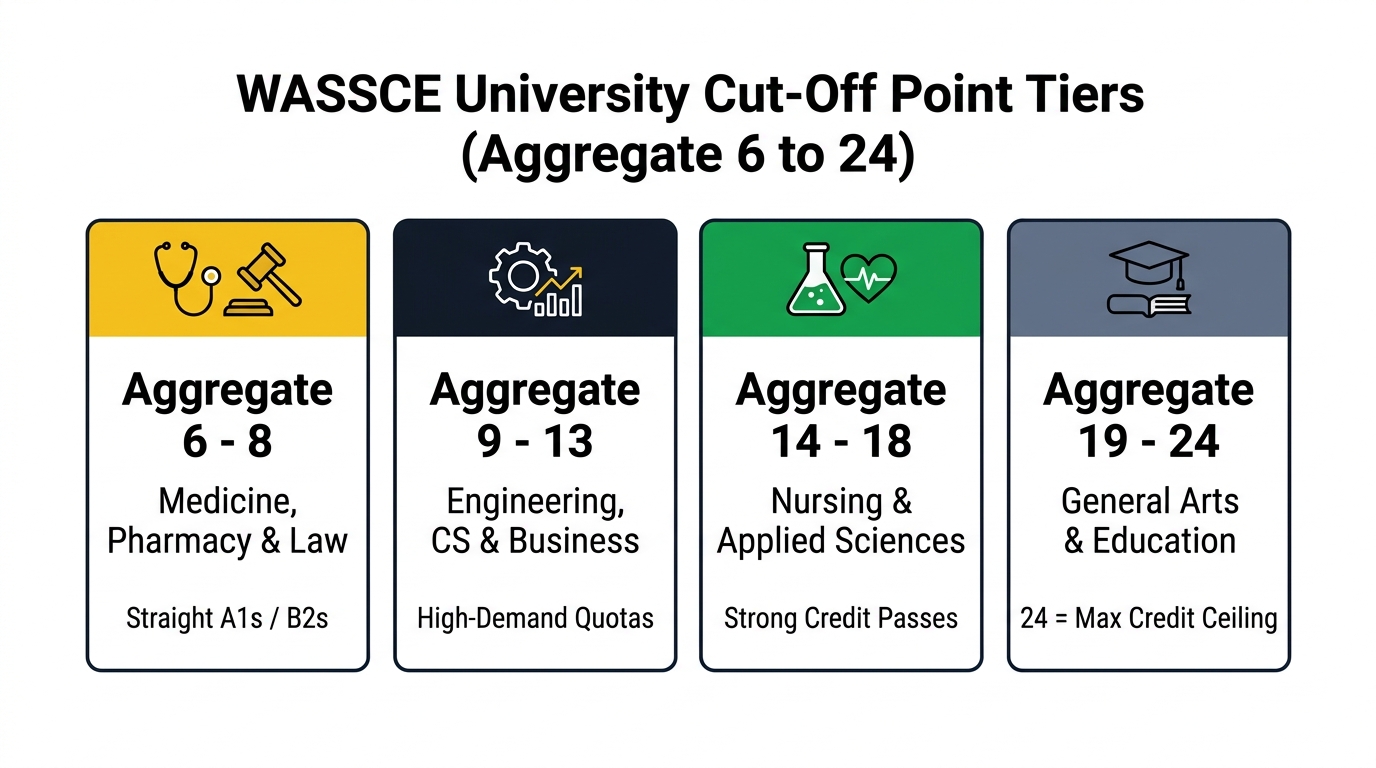 WASSCE University Cut-Off Point Tiers
(Aggregate 6 to 24)
Aggregate
6 - 8
Medicine,
Pharmacy & Law
Straight A1s / B2s
Aggregate
9 - 13
Engineering,
CS & Business
High-Demand Quotas
Aggregate
14 - 18
Nursing &
Applied Sciences
Strong Credit Passes
Aggregate
19 - 24
General Arts
& Education
24 = Max Credit Ceiling